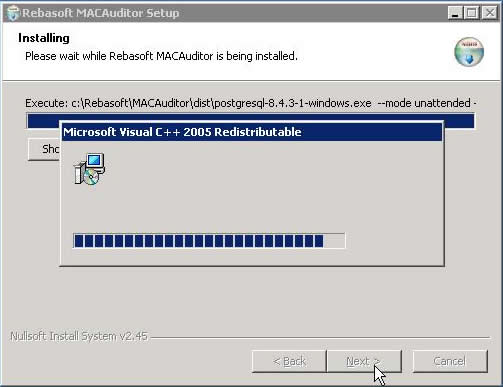 Rebasoft MACAuditor Setup
Installing
Please wait while Rebasoft MACAuditor is being installed.
Execute: c:\Rebasoft\MACAuditor\dist\postgresql-8.4.3-1-windows.exe --mode unattended -
Sho
Microsoft Visual C++ 2005 Redistributable
Nullsoft Install System v2.45
< Back
Next >
Cancel